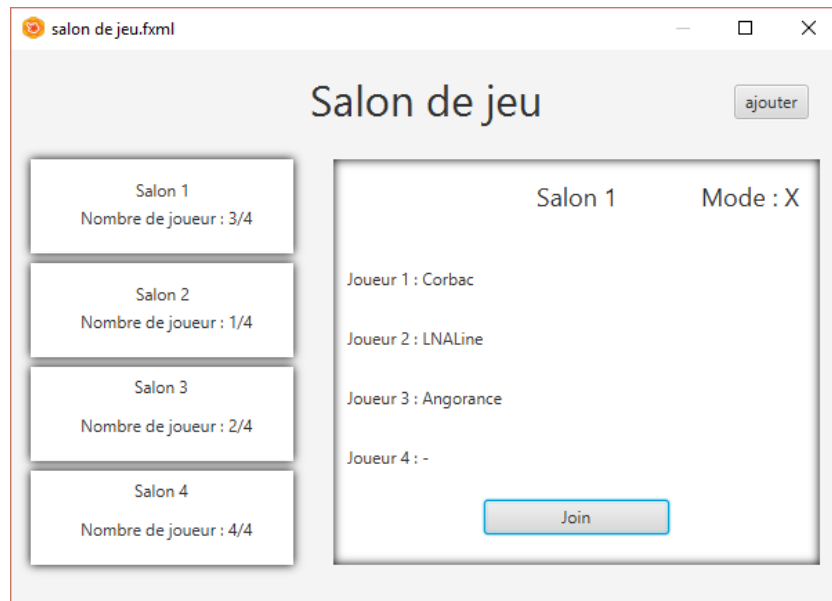 salon de jeu.fxml
Salon de jeu
ajouter
Salon 1
Nombre de joueur : 3/4
Salon 2
Nombre de joueur : 1/4
Salon 3
Nombre de joueur : 2/4
Salon 4
Nombre de joueur : 4/4
Salon 1
Mode : X
Joueur 1 : Corbac
Joueur 2 : LNALine
Joueur 3 : Angorance
Joueur 4 : -
Join